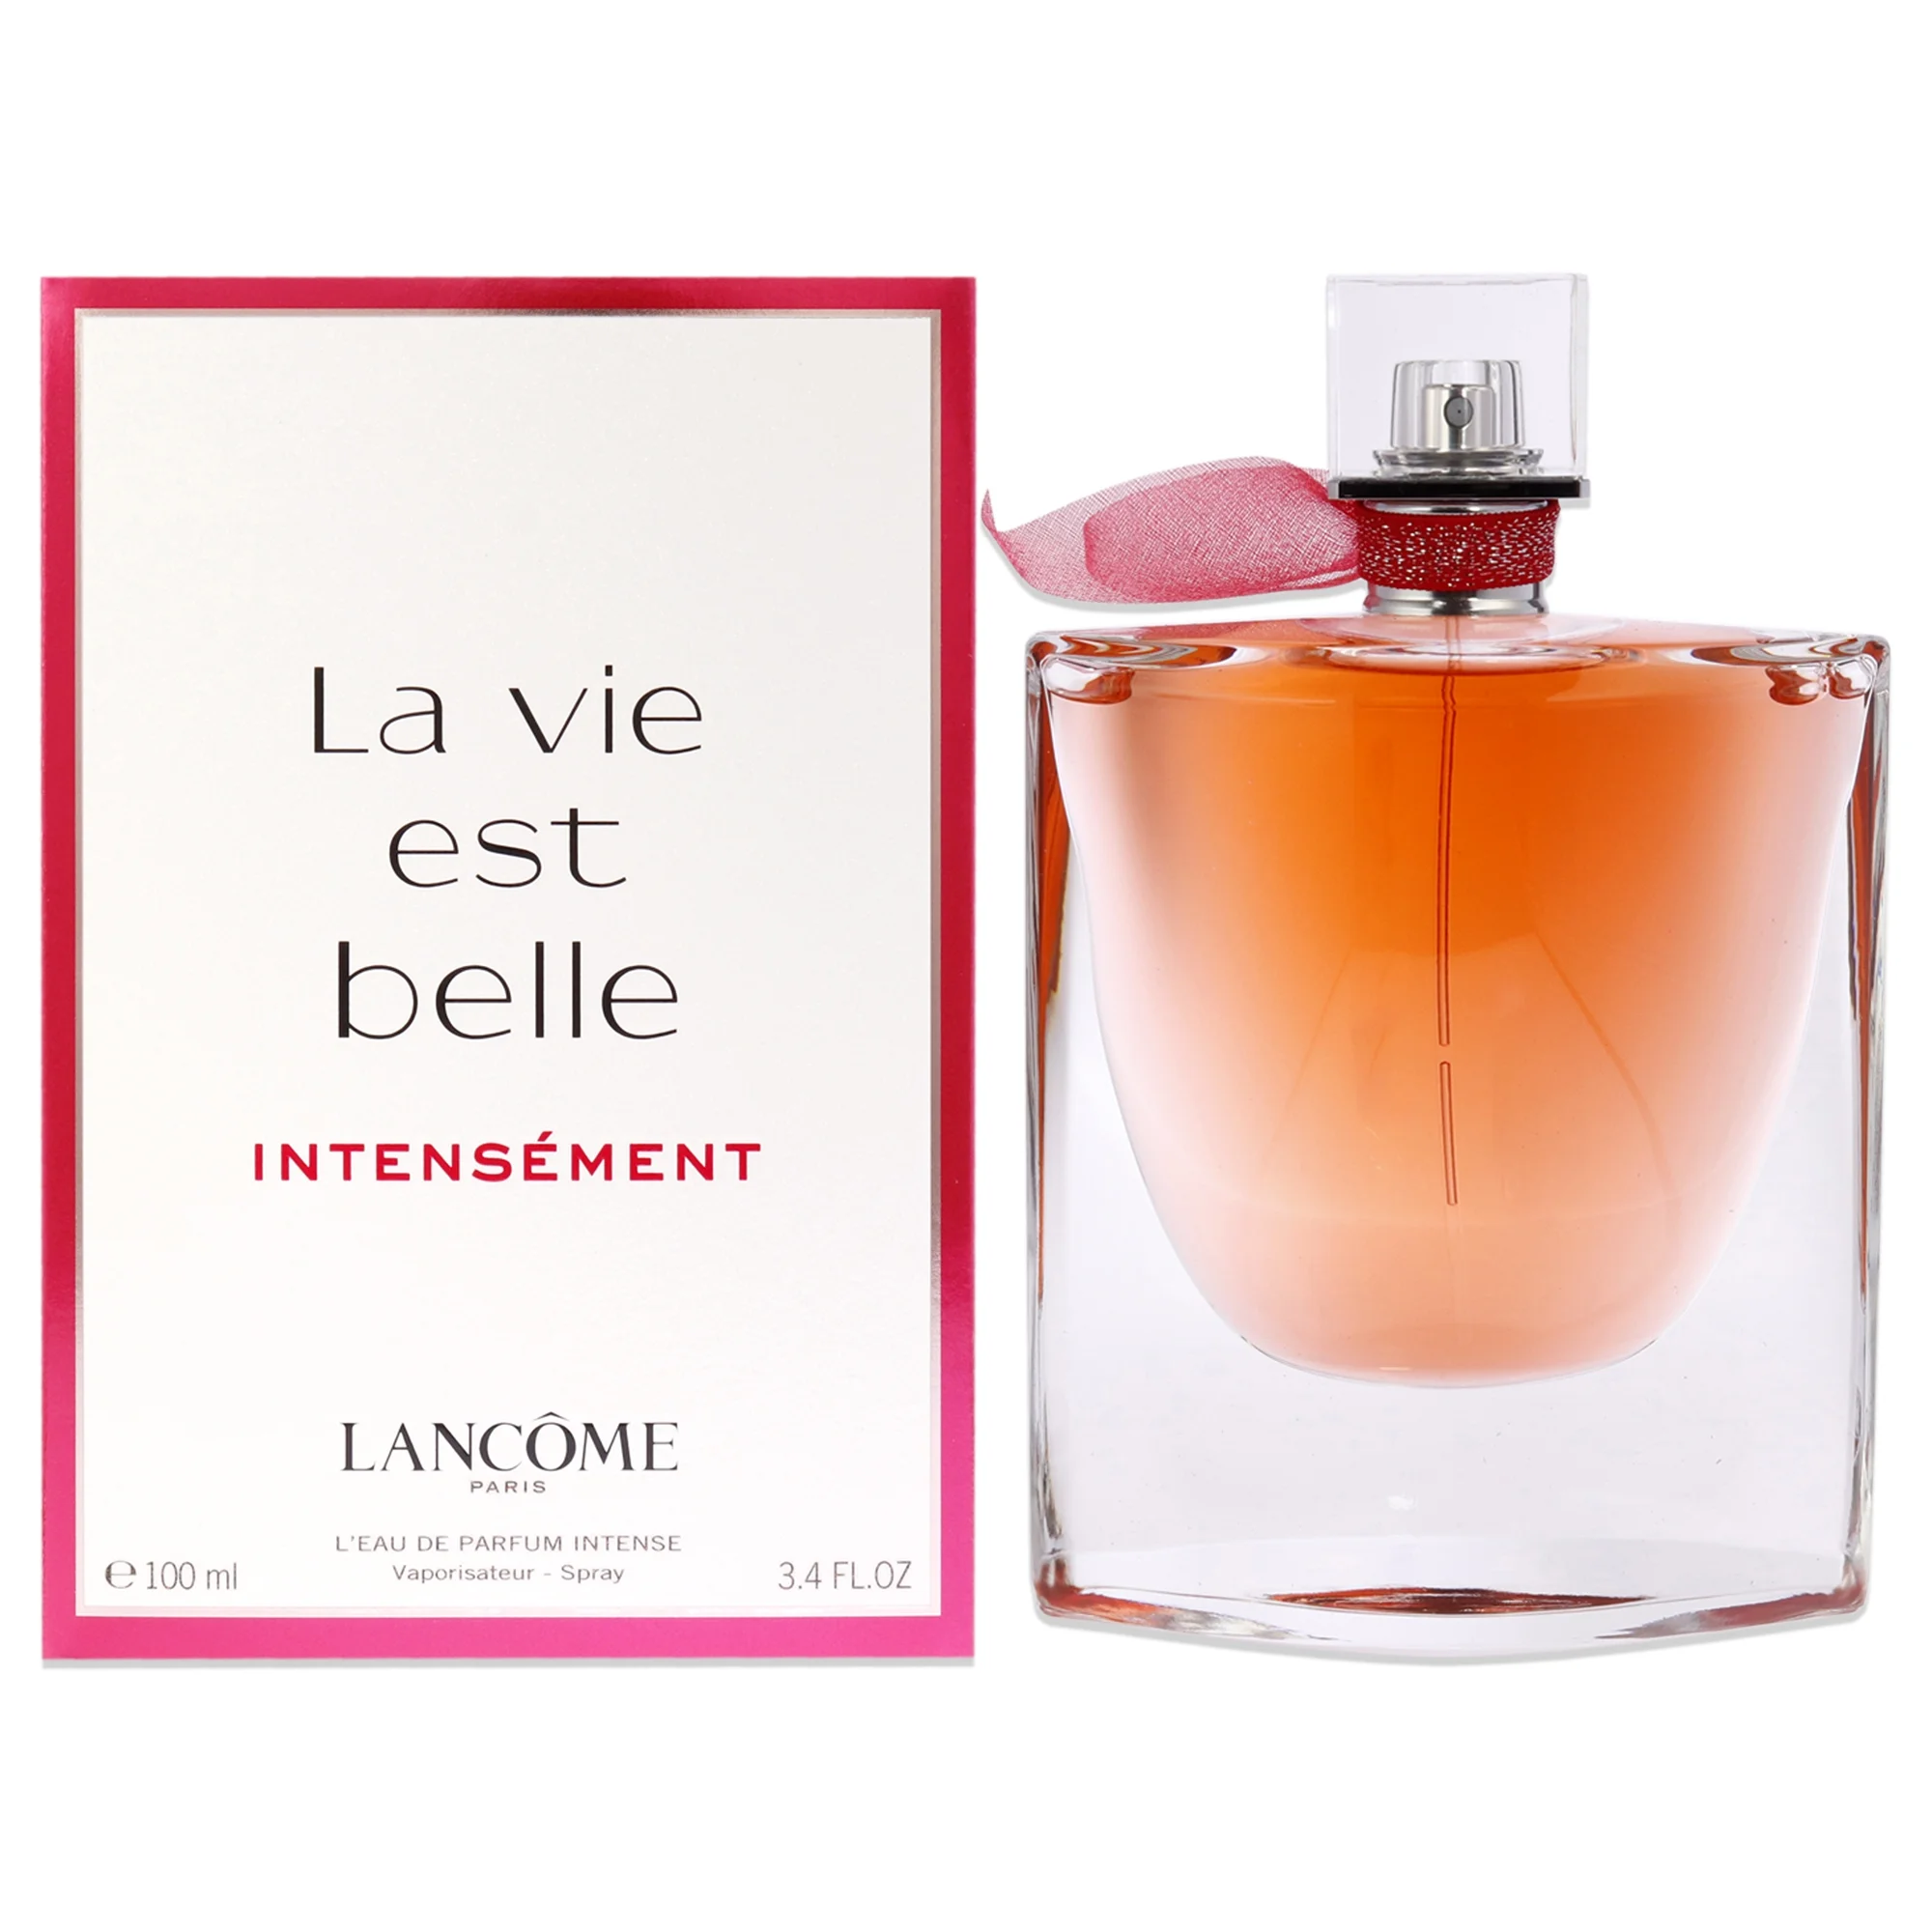 La vie
est
belle
INTENSÉMENT
LANCÔME
PARIS
L'EAU DE PARFUM INTENSE
Vaporisateur - Spray
℮ 100 ml
3.4 FL.OZ